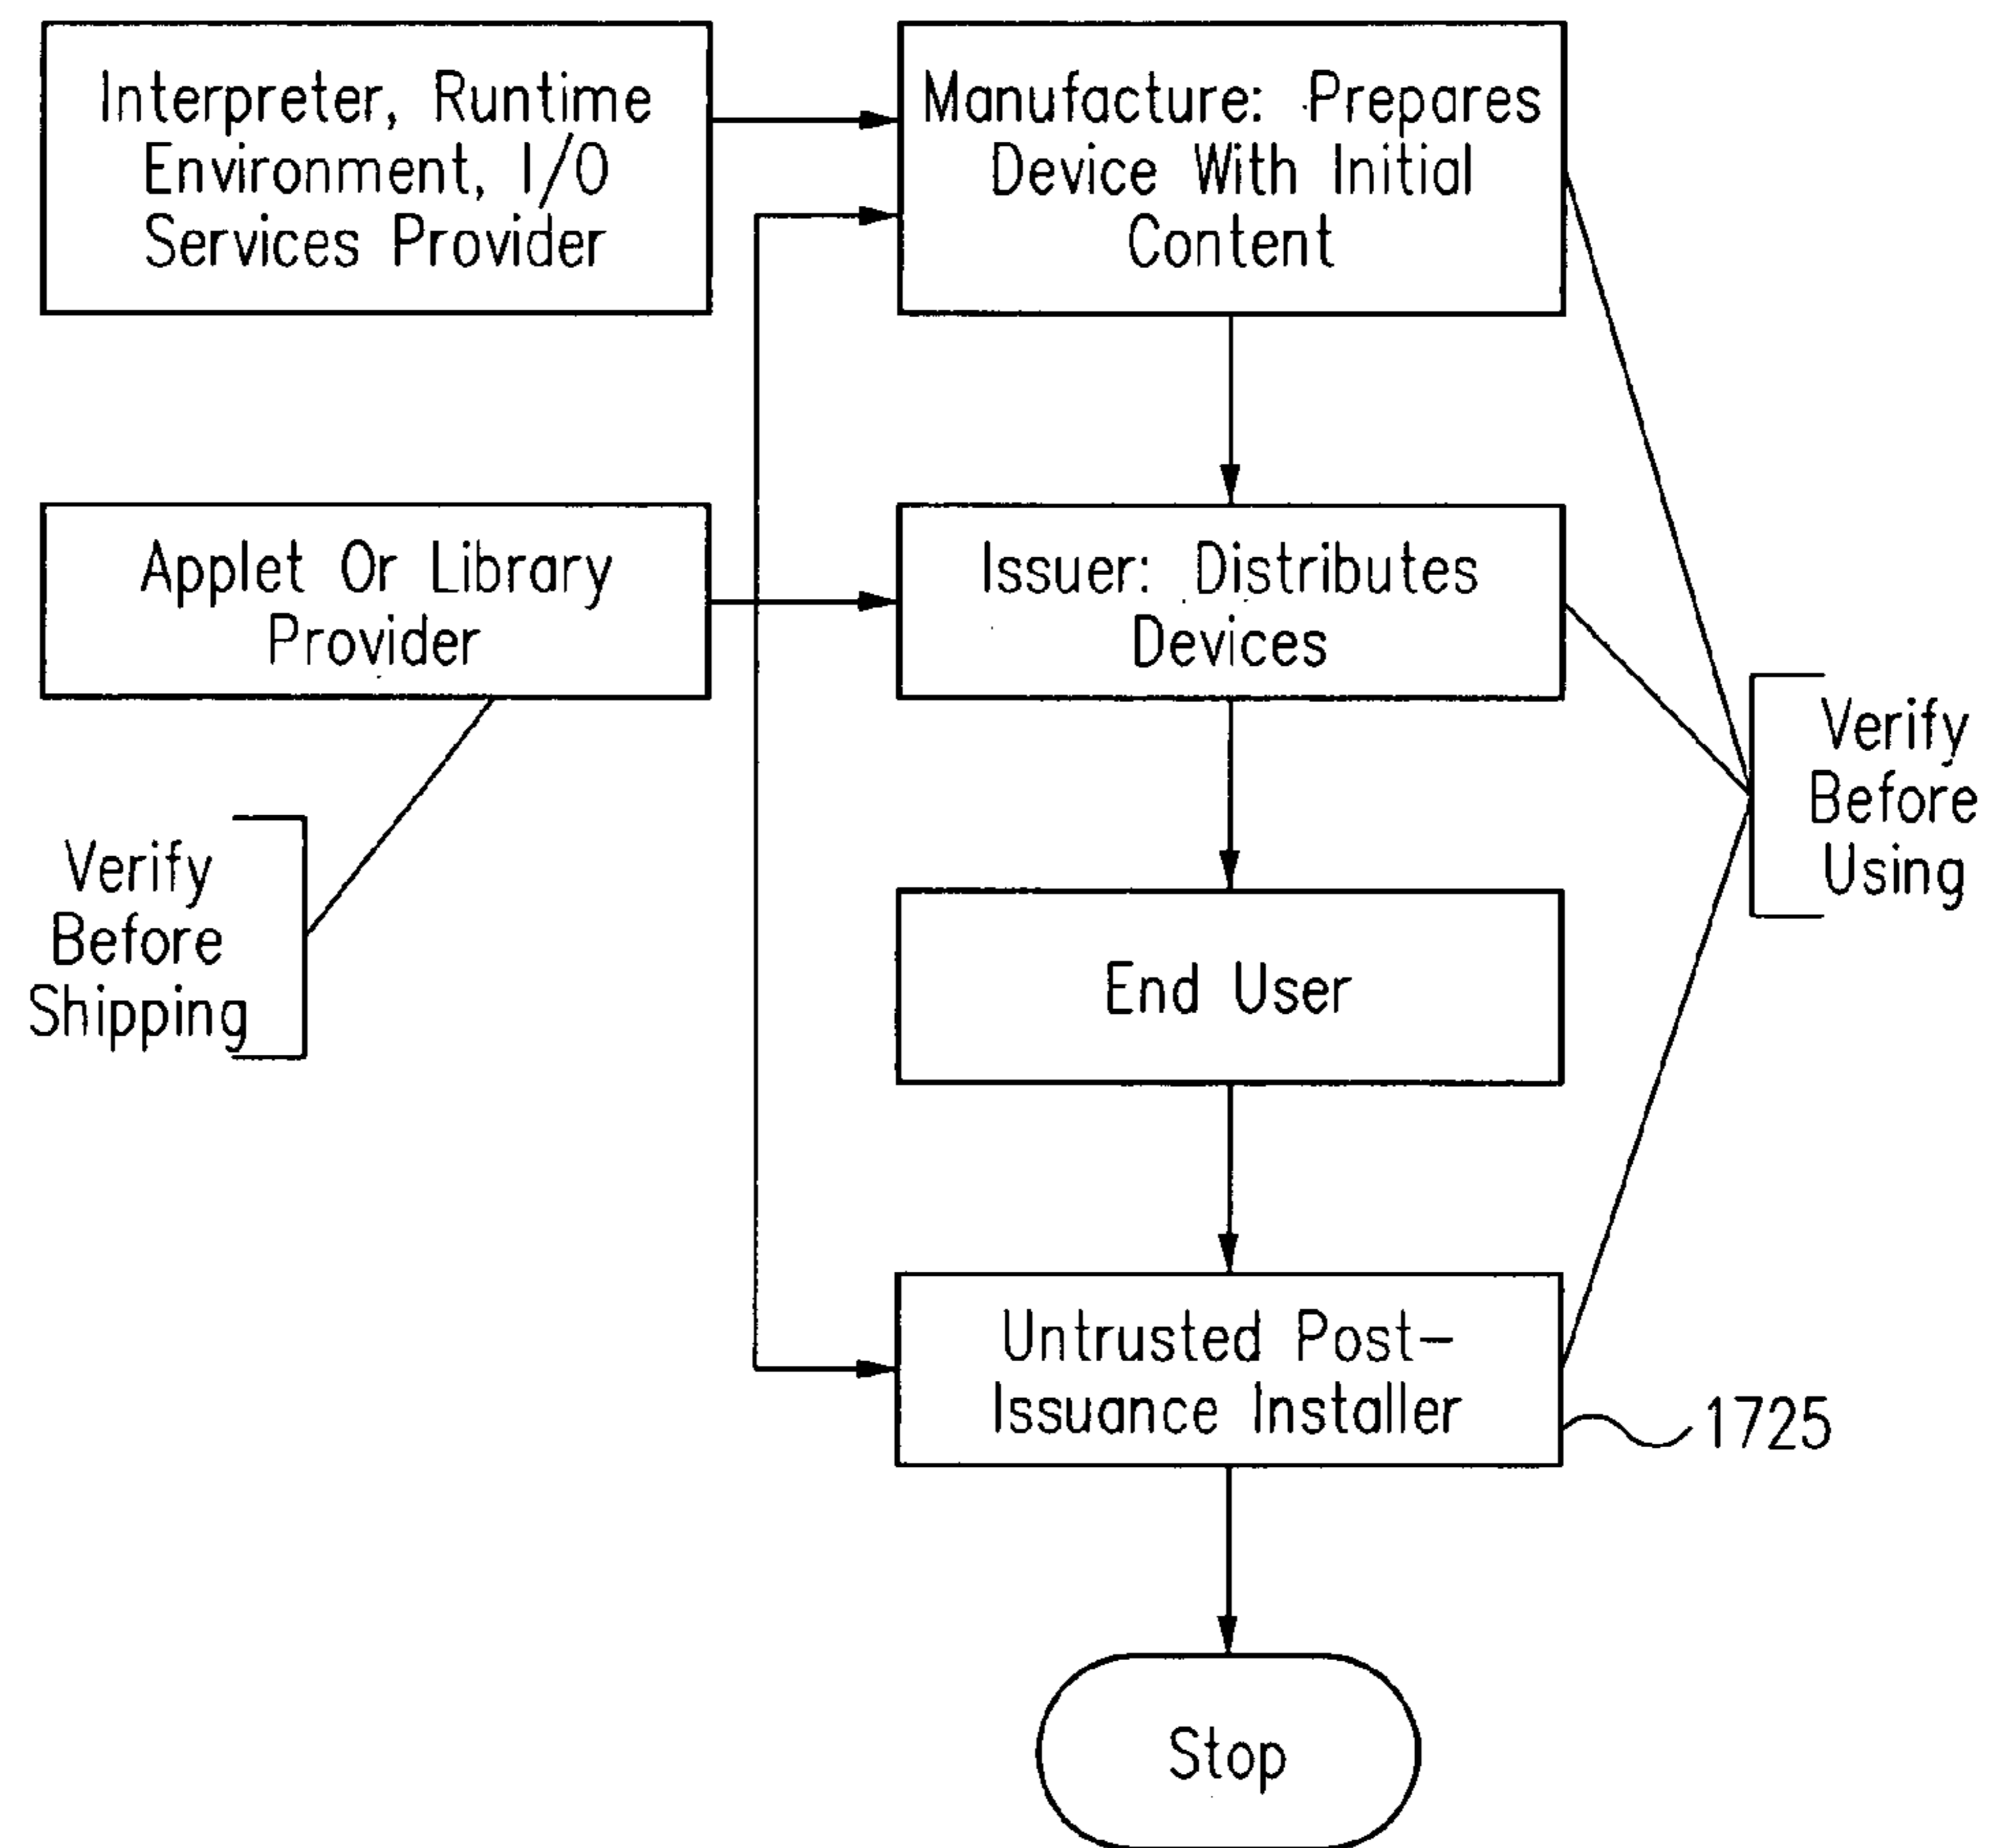 Interpreter, Runtime
Environment, I/O
Services Provider
Manufacture: Prepares
Device With Initial
Content
Applet Or Library
Provider
Issuer: Distributes
Devices
Verify
Before
Using
Verify
Before
Shipping
End User
Untrusted Post-
Issuance Installer
1725
Stop